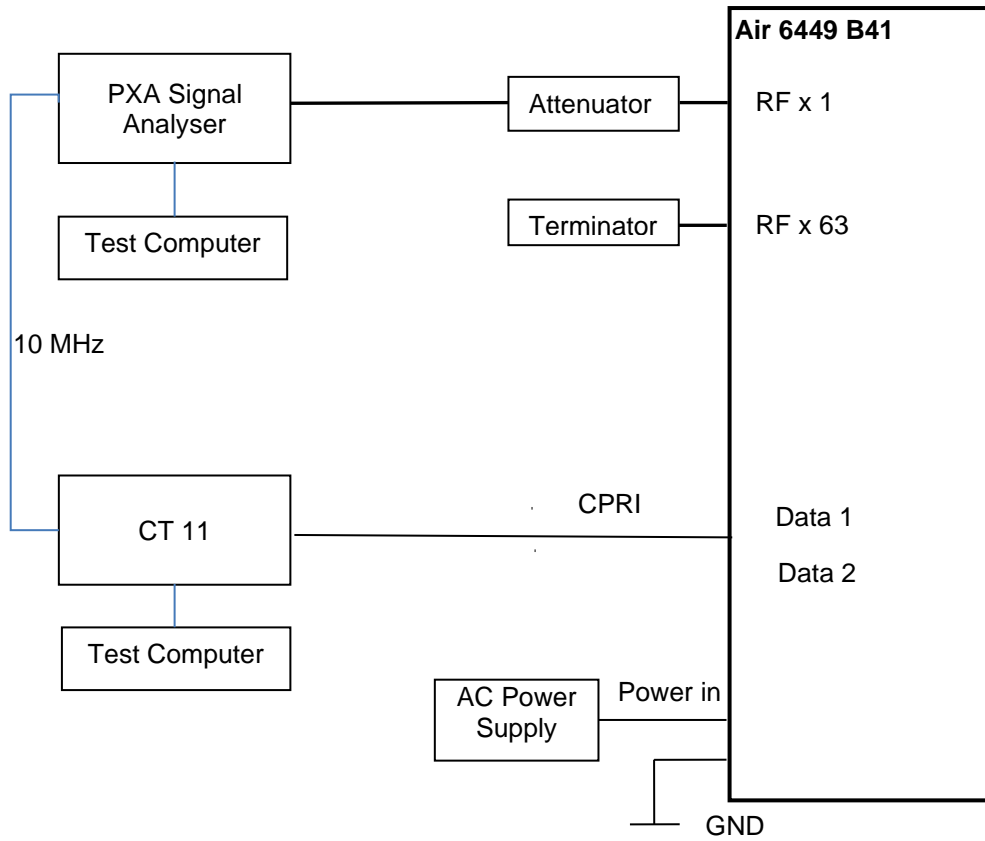 Air 6449 B41
PXA Signal
Analyser
Attenuator
RF x 1
Test Computer
Terminator
RF x 63
10 MHz
CT 11
CPRI
Data 1
Data 2
Test Computer
AC Power
Supply
Power in
GND